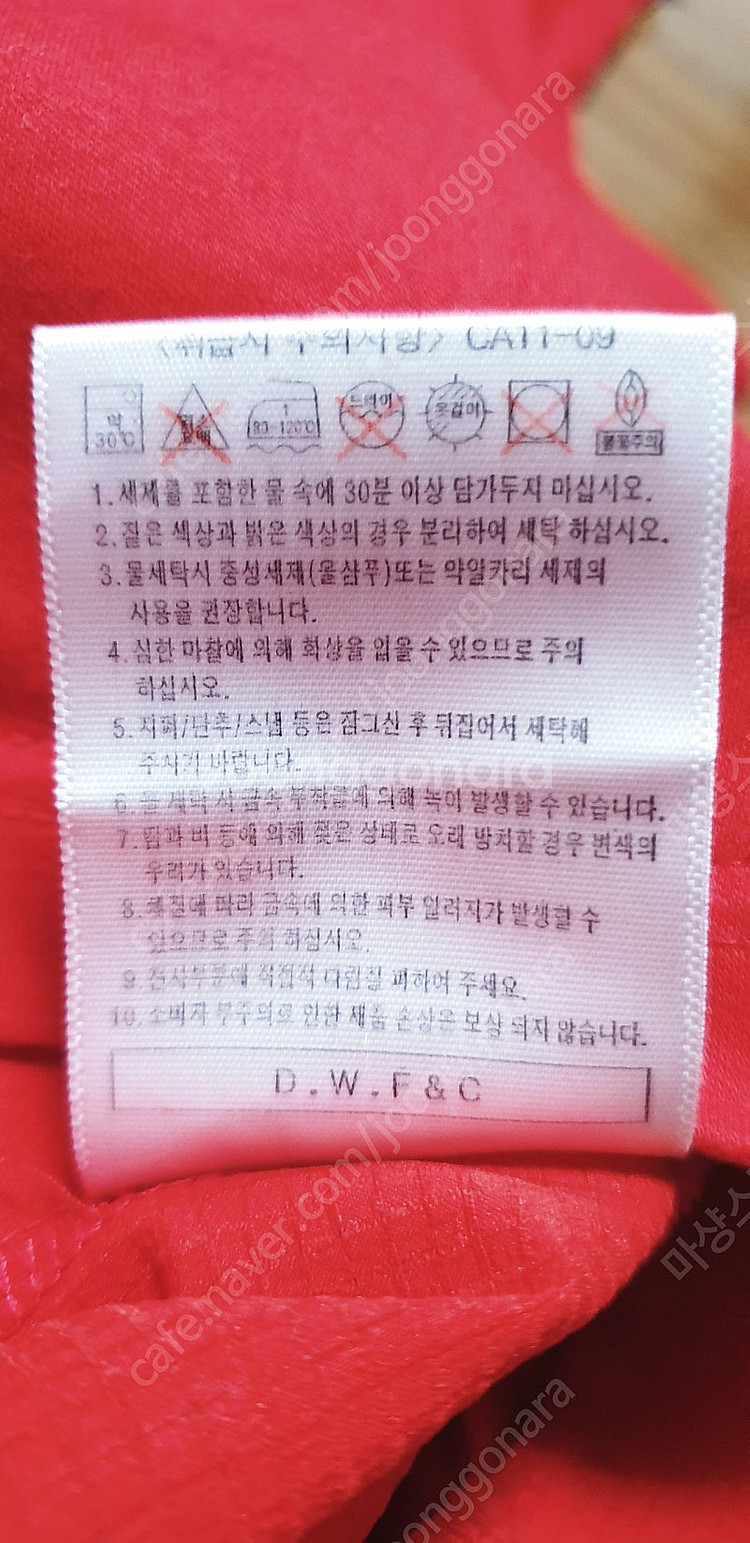 <취급시 주의사항> CA11-09
약 30℃
염소 표백
1 80-120℃
드라이
옷걸이
불꽃주의
1. 세제를 포함한 물 속에 30분 이상 담가두지 마십시오.
2. 짙은 색상과 밝은 색상의 경우 분리하여 세탁 하십시오.
3. 물세탁시 중성세제(물샴푸)또는 약알카리 세제의
사용을 권장합니다.
4. 심한 마찰에 의해 화상을 입을 수 있으므로 주의
하십시오.
5. 지퍼/단추/스냅 등은 잠그신 후 뒤집어서 세탁해
주시기 바랍니다.
6. 물 세탁 시 금속 부착물에 의해 녹이 발생할 수 있습니다.
7. 땀과 비 등에 의해 젖은 상태로 오래 방치할 경우 변색의
우려가 있습니다.
8. 체질에 따라 금속에 의한 피부 알러지가 발생할 수
있으므로 주의 하십시오.
9. 전사부분에 직접적 다림질 피하여 주세요.
10. 소비자 부주의로 인한 제품 손상은 보상 되지 않습니다.
D.W.F&C
cafe.naver.com/joonggonara
com/joonggonara
joonggonara
마샹스